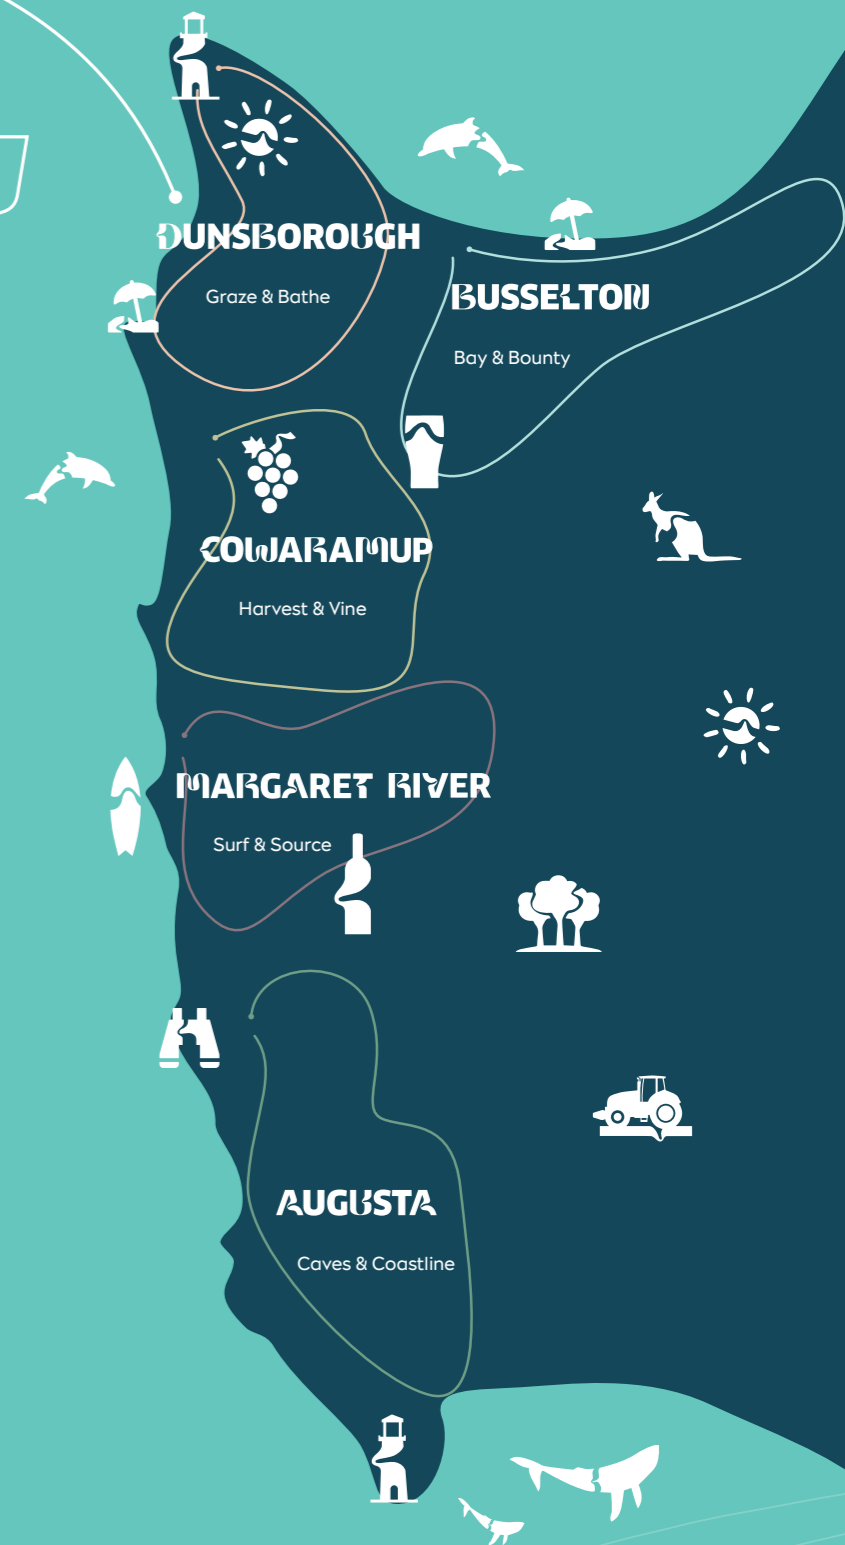 DUNSBOROUGH
Graze & Bathe
BUSSELTON
Bay & Bounty
COWARAMUP
Harvest & Vine
MARGARET RIVER
Surf & Source
AUGUSTA
Caves & Coastline